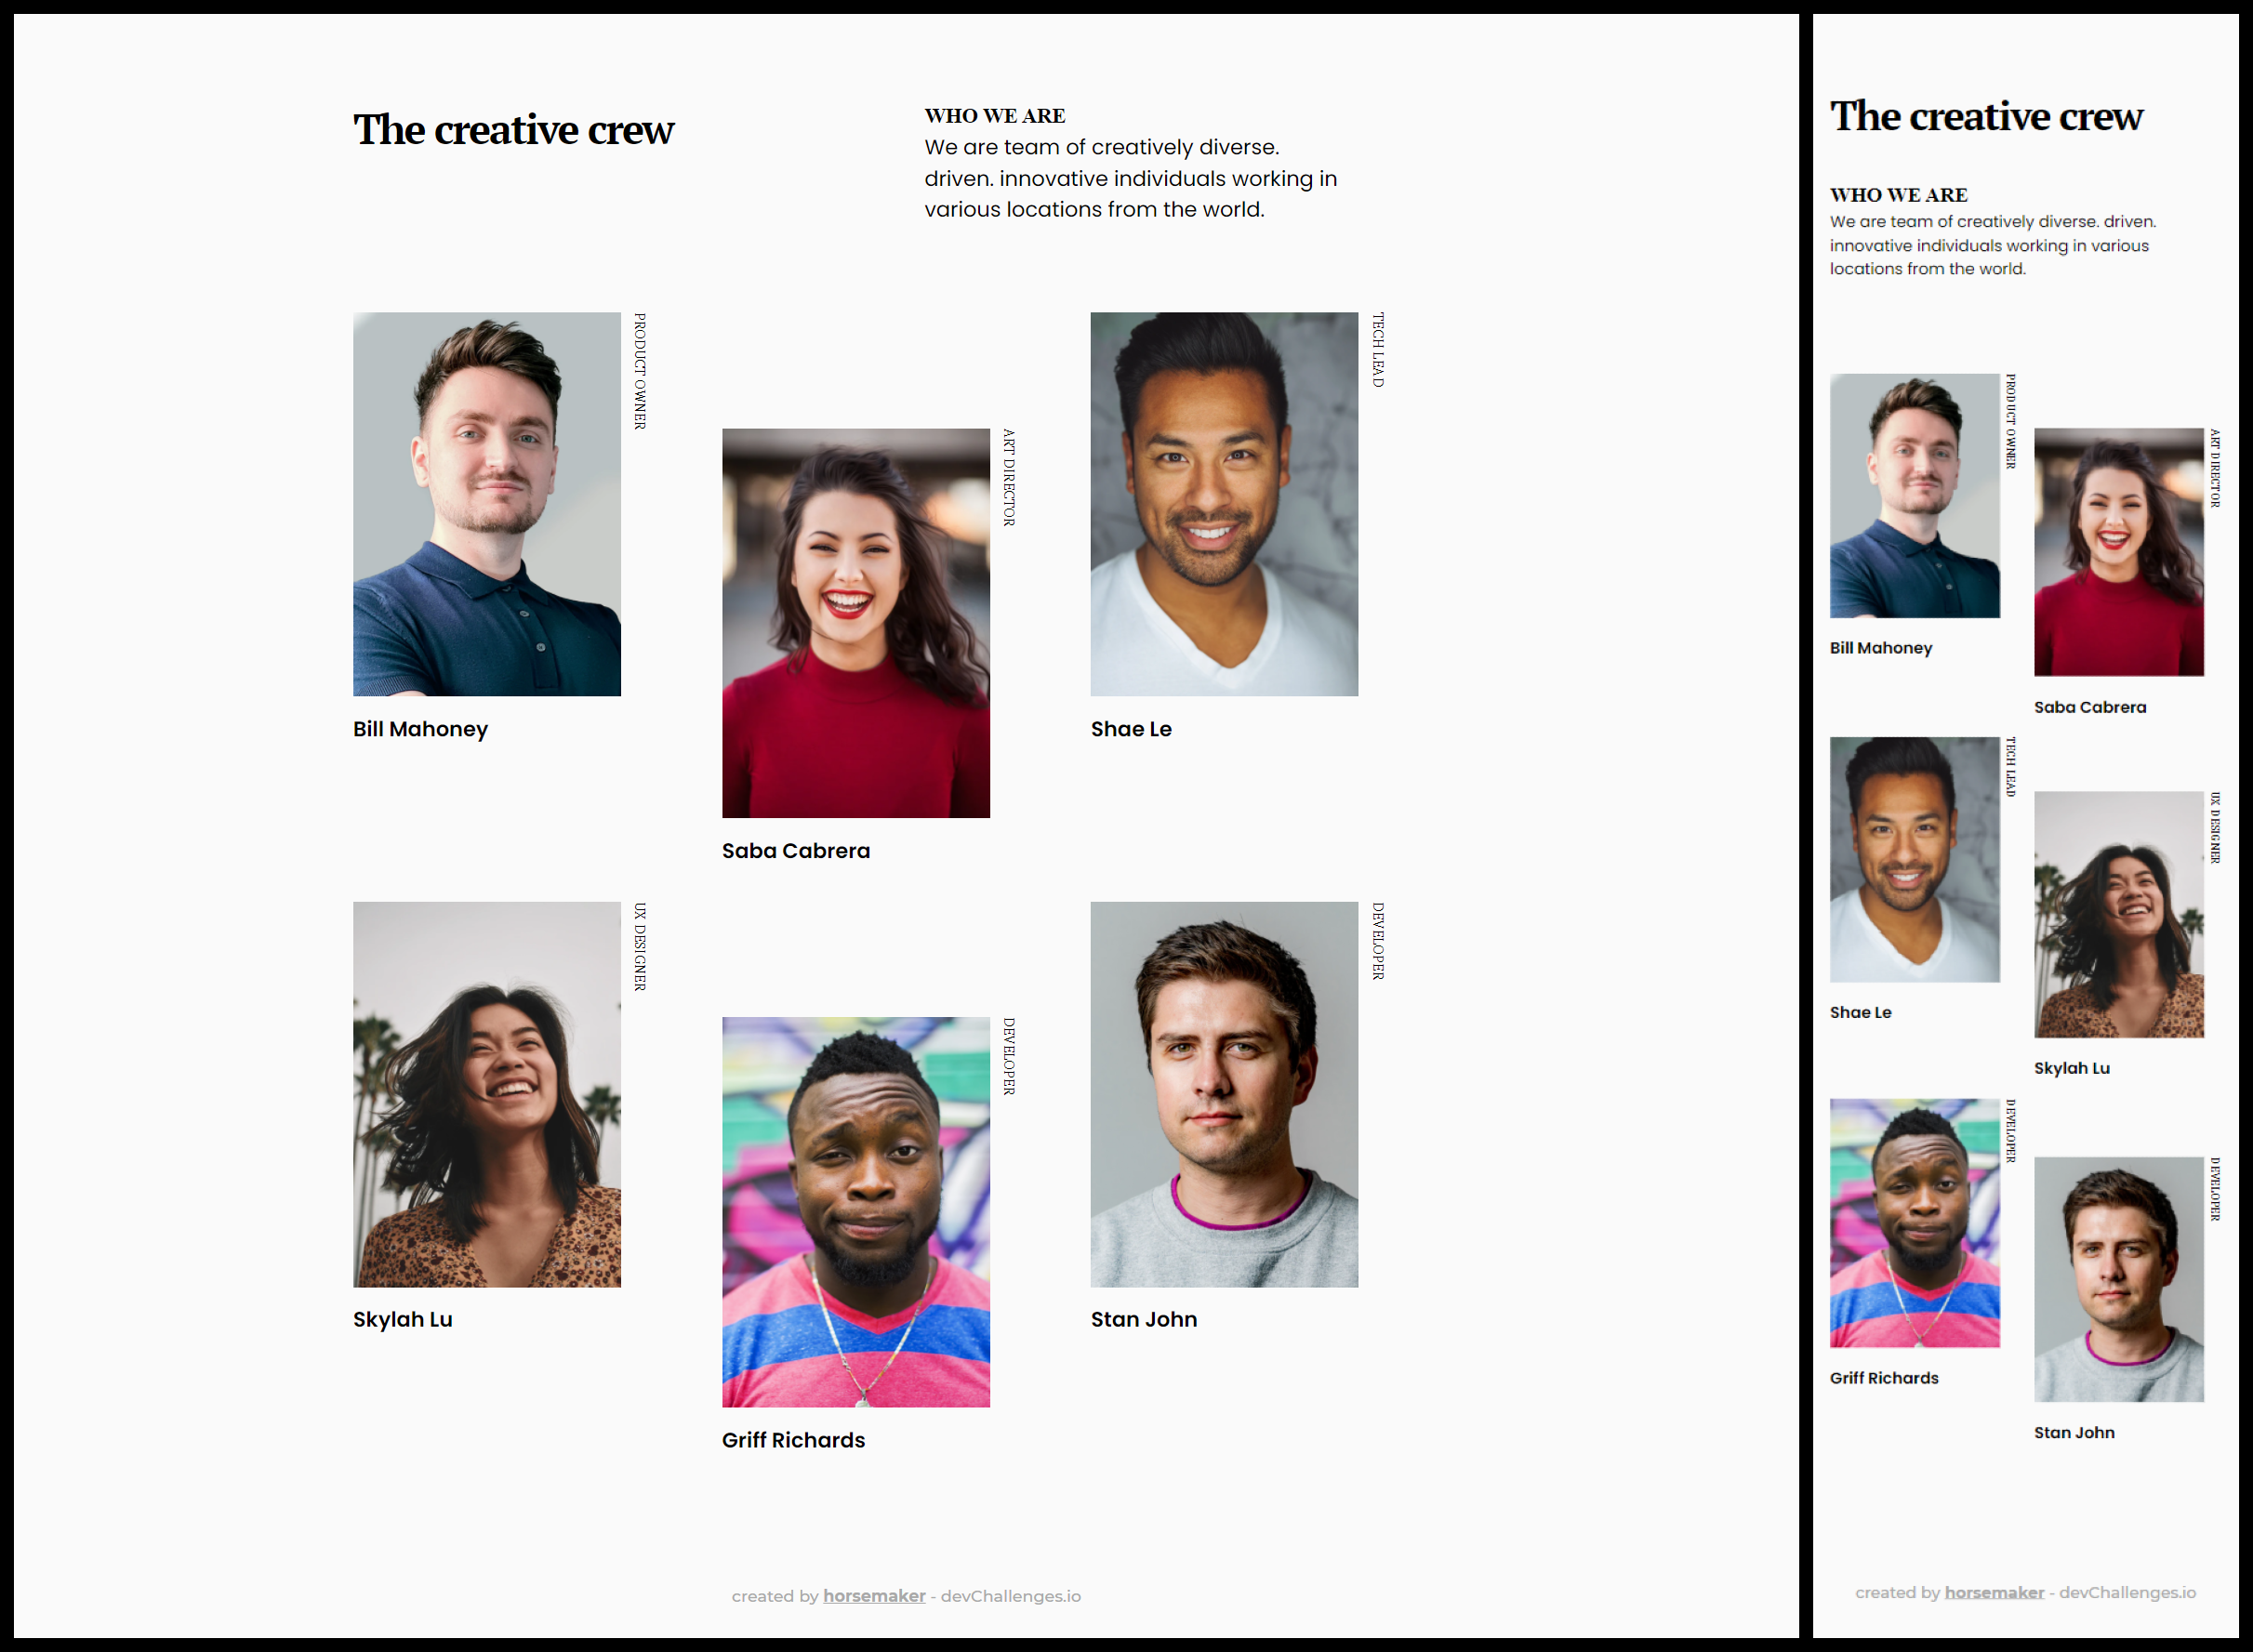 The creative crew
WHO WE ARE
We are team of creatively diverse.
driven. innovative individuals working in
various locations from the world.
PRODUCT OWNER
Bill Mahoney
ART DIRECTOR
Saba Cabrera
TECH LEAD
Shae Le
UX DESIGNER
Skylah Lu
DEVELOPER
Griff Richards
DEVELOPER
Stan John
created by horsemaker - devChallenges.io
The creative crew
WHO WE ARE
We are team of creatively diverse. driven.
innovative individuals working in various
locations from the world.
PRODUCT OWNER
Bill Mahoney
ART DIRECTOR
Saba Cabrera
TECH LEAD
Shae Le
UX DESIGNER
Skylah Lu
DEVELOPER
Griff Richards
DEVELOPER
Stan John
created by horsemaker - devChallenges.io